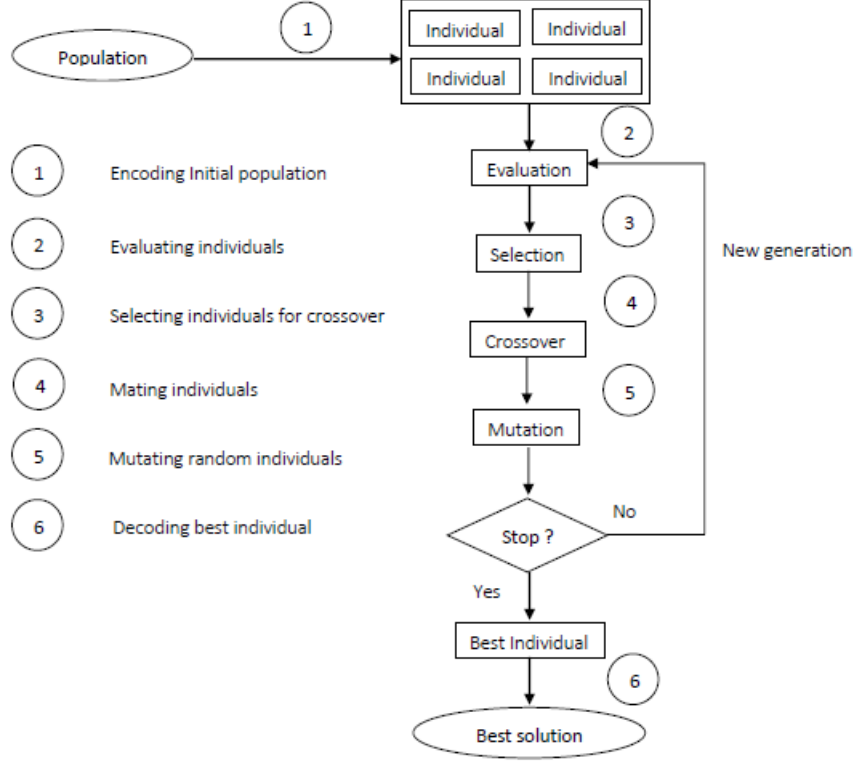 1
Individual
Individual
Population
Individual
Individual
2
1
Encoding Initial population
Evaluation
3
2
Evaluating individuals
Selection
New generation
4
3
Selecting individuals for crossover
Crossover
4
Mating individuals
5
Mutation
5
Mutating random individuals
6
Decoding best individual
No
Stop ?
Yes
Best Individual
6
Best solution